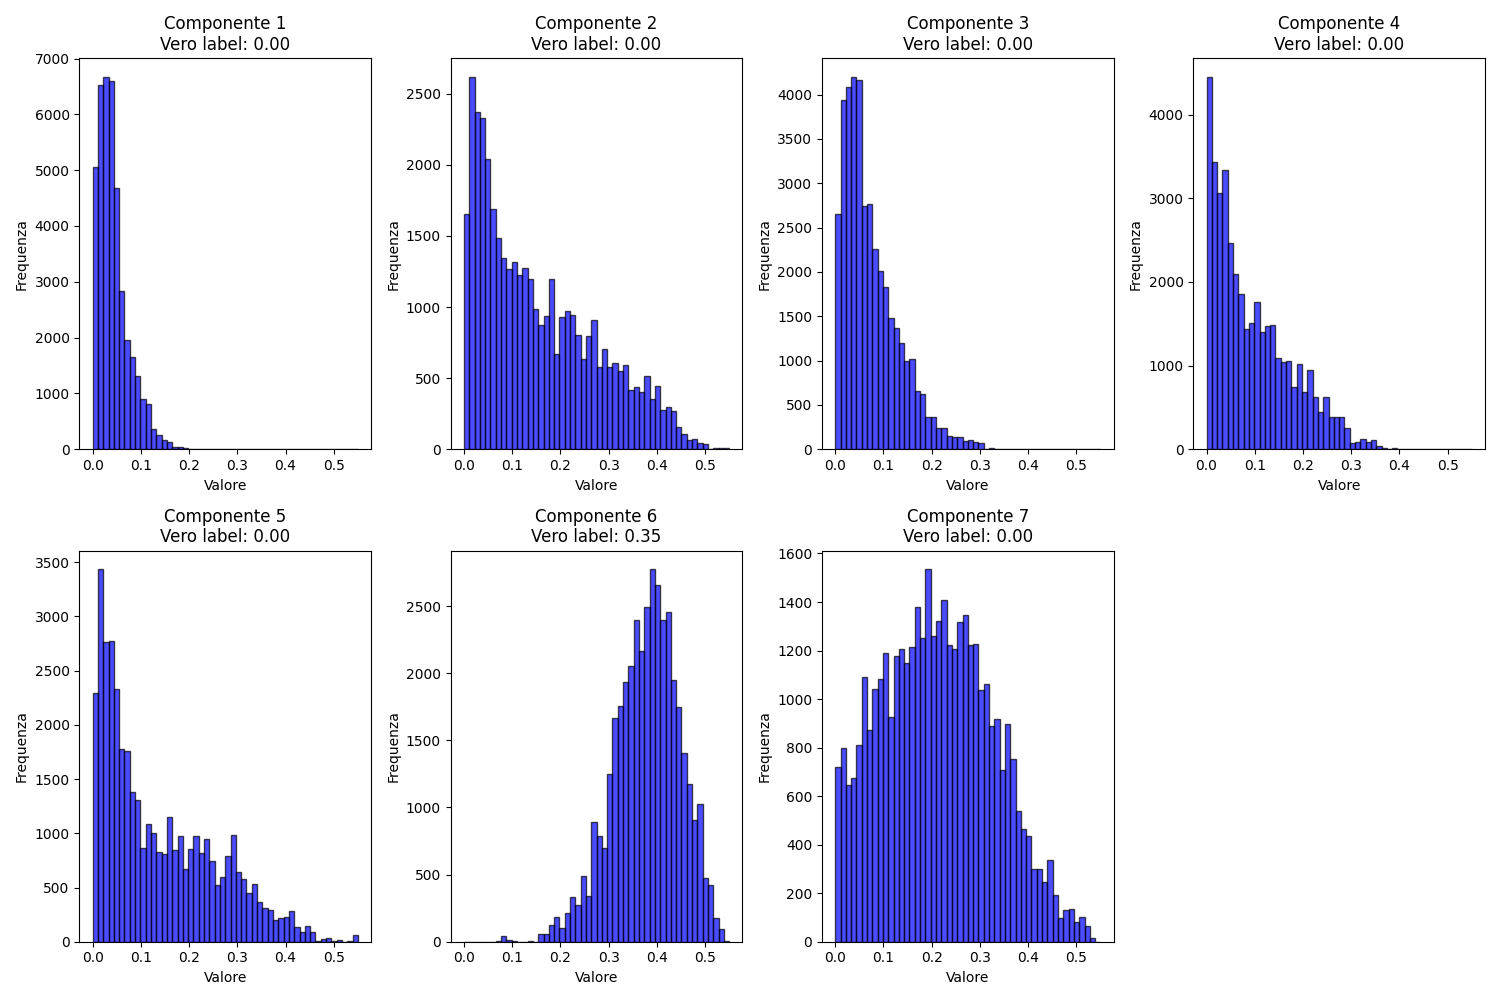 Componente 1
Vero label: 0.00
7000
6000
5000
4000
3000
2000
1000
0
Frequenza
0.0 0.1 0.2 0.3 0.4 0.5
Valore
Componente 2
Vero label: 0.00
2500
2000
1500
1000
500
0
Frequenza
0.0 0.1 0.2 0.3 0.4 0.5
Valore
Componente 3
Vero label: 0.00
4000
3500
3000
2500
2000
1500
1000
500
0
Frequenza
0.0 0.1 0.2 0.3 0.4 0.5
Valore
Componente 4
Vero label: 0.00
4000
3000
2000
1000
0
Frequenza
0.0 0.1 0.2 0.3 0.4 0.5
Valore
Componente 5
Vero label: 0.00
3500
3000
2500
2000
1500
1000
500
0
Frequenza
0.0 0.1 0.2 0.3 0.4 0.5
Valore
Componente 6
Vero label: 0.35
2500
2000
1500
1000
500
0
Frequenza
0.0 0.1 0.2 0.3 0.4 0.5
Valore
Componente 7
Vero label: 0.00
1600
1400
1200
1000
800
600
400
200
0
Frequenza
0.0 0.1 0.2 0.3 0.4 0.5
Valore